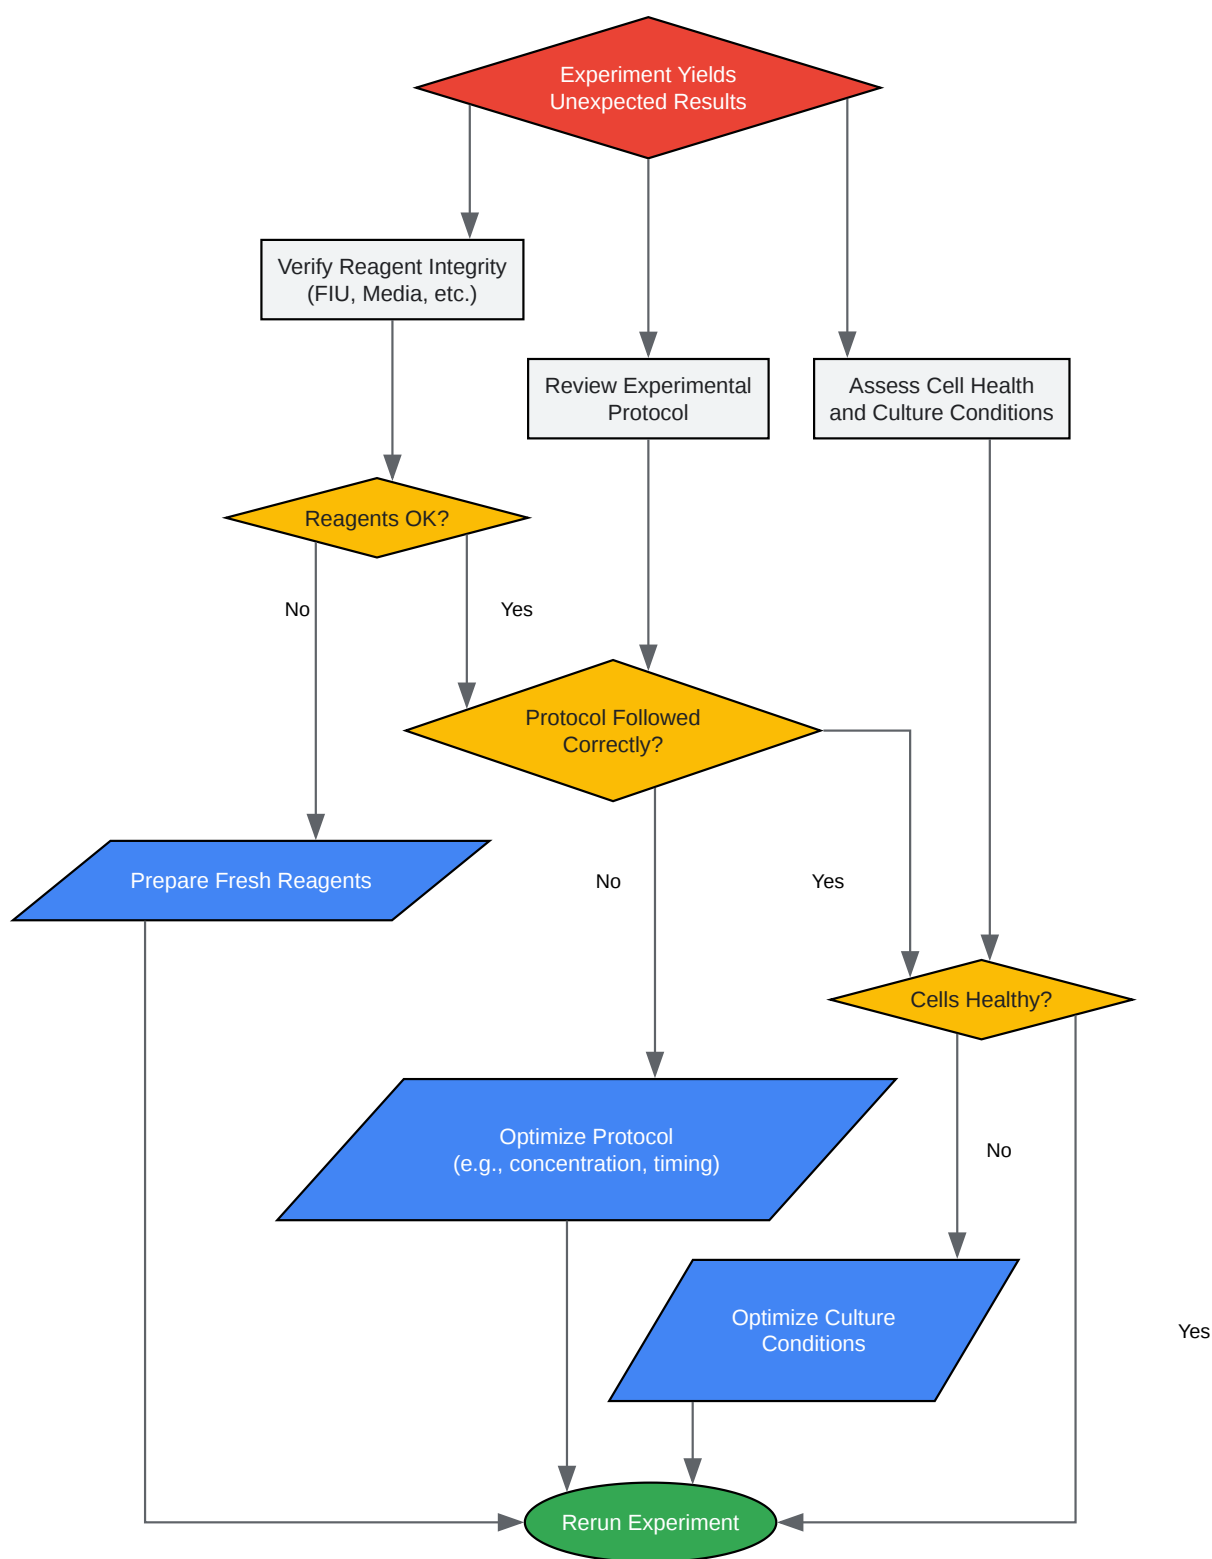 Experiment Yields
Unexpected Results
Verify Reagent Integrity
(FIU, Media, etc.)
Review Experimental
Protocol
Assess Cell Health
and Culture Conditions
Reagents OK?
No
Yes
Protocol Followed
Correctly?
Prepare Fresh Reagents
No
Yes
Cells Healthy?
Optimize Protocol
(e.g., concentration, timing)
No
Optimize Culture
Conditions
Yes
Rerun Experiment